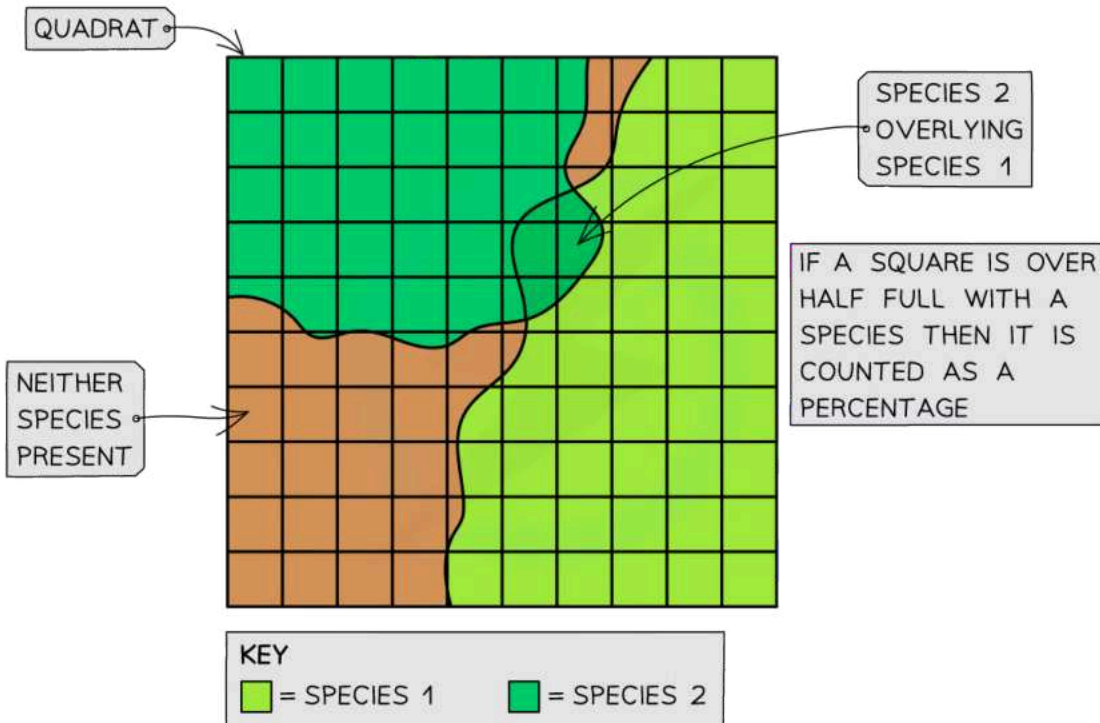 QUADRAT
SPECIES 2
OVERLYING
SPECIES 1
IF A SQUARE IS OVER
HALF FULL WITH A
SPECIES THEN IT IS
COUNTED AS A
PERCENTAGE
NEITHER
SPECIES
PRESENT
KEY
= SPECIES 1 = SPECIES 2